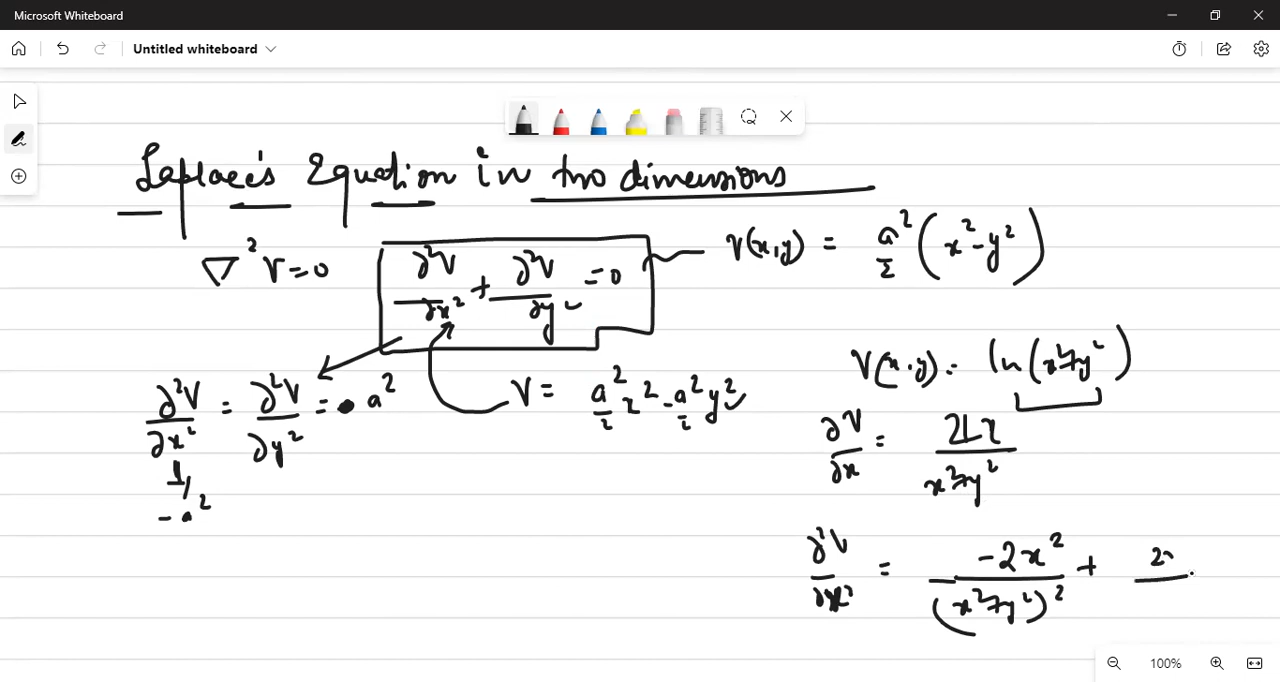 Microsoft Whiteboard
Untitled whiteboard
Laplace's Equation in two dimensions
∇²V=0
∂²V/∂x² + ∂²V/∂y² =0
V(x,y) = a²/2 (x²-y²)
∂²V/∂x² = ∂²V/∂y² = a²
-a²
V = a²/2 x² - a²/2 y²
V(x,y) = ln(x²+y²)
∂V/∂x = 2x/x²+y²
∂²V/∂x² = -2x²/(x²+y²)² + 2
100%